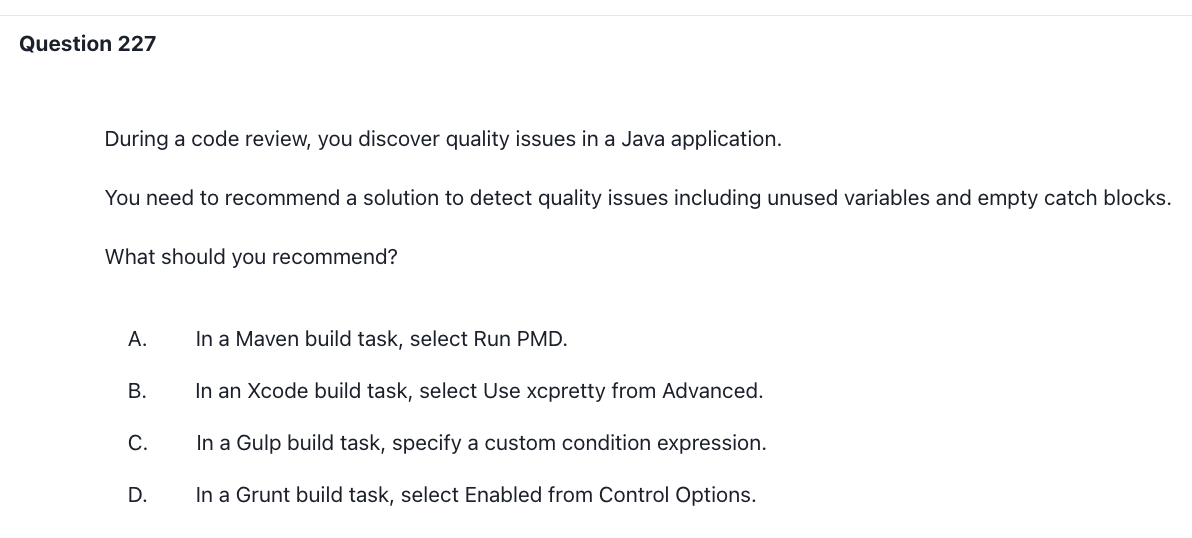 Question 227
During a code review, you discover quality issues in a Java application.
You need to recommend a solution to detect quality issues including unused variables and empty catch blocks.
What should you recommend?
A. In a Maven build task, select Run PMD.
B. In an Xcode build task, select Use xcpretty from Advanced.
C. In a Gulp build task, specify a custom condition expression.
D. In a Grunt build task, select Enabled from Control Options.